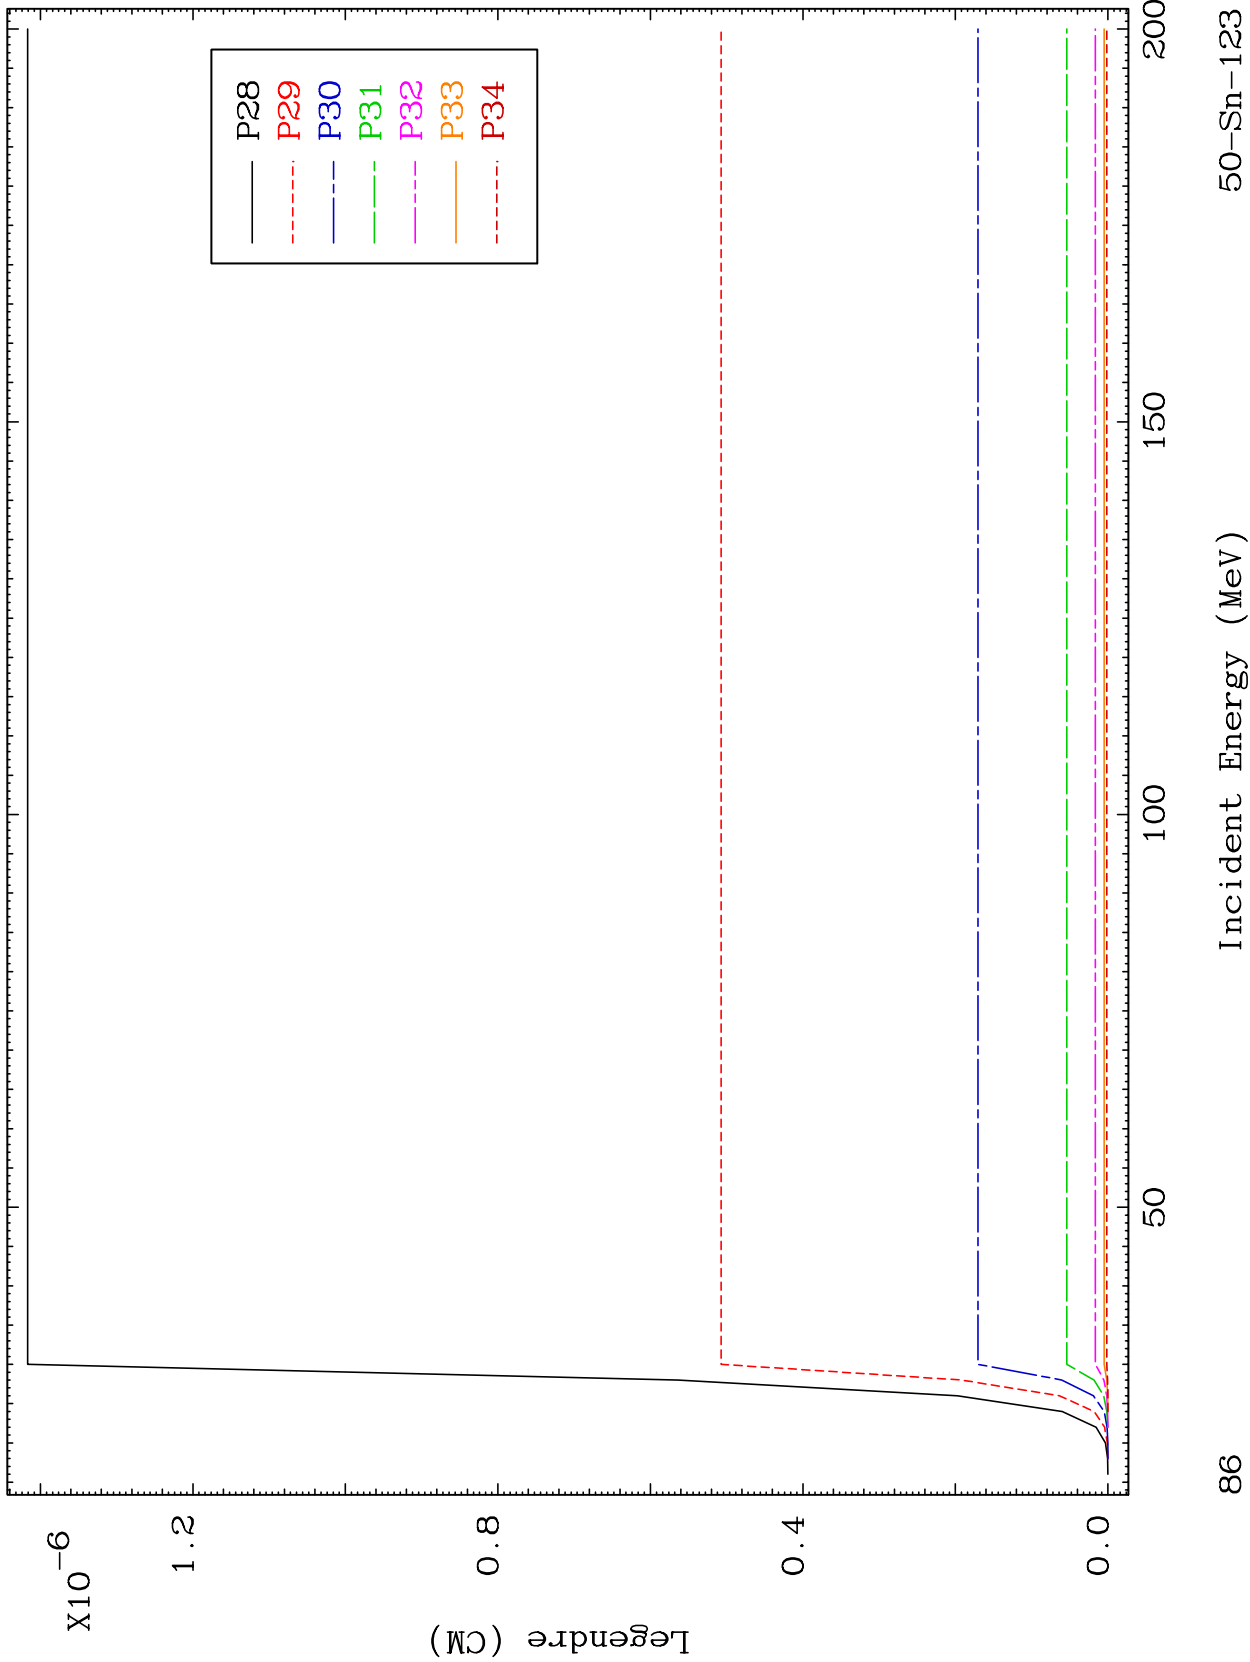 X10-6
1.2
0.8
0.4
0.0
Legendre (CM)
P28
P29
P30
P31
P32
P33
P34
50
100
150
200
Incident Energy (MeV)
86
50-Sn-123